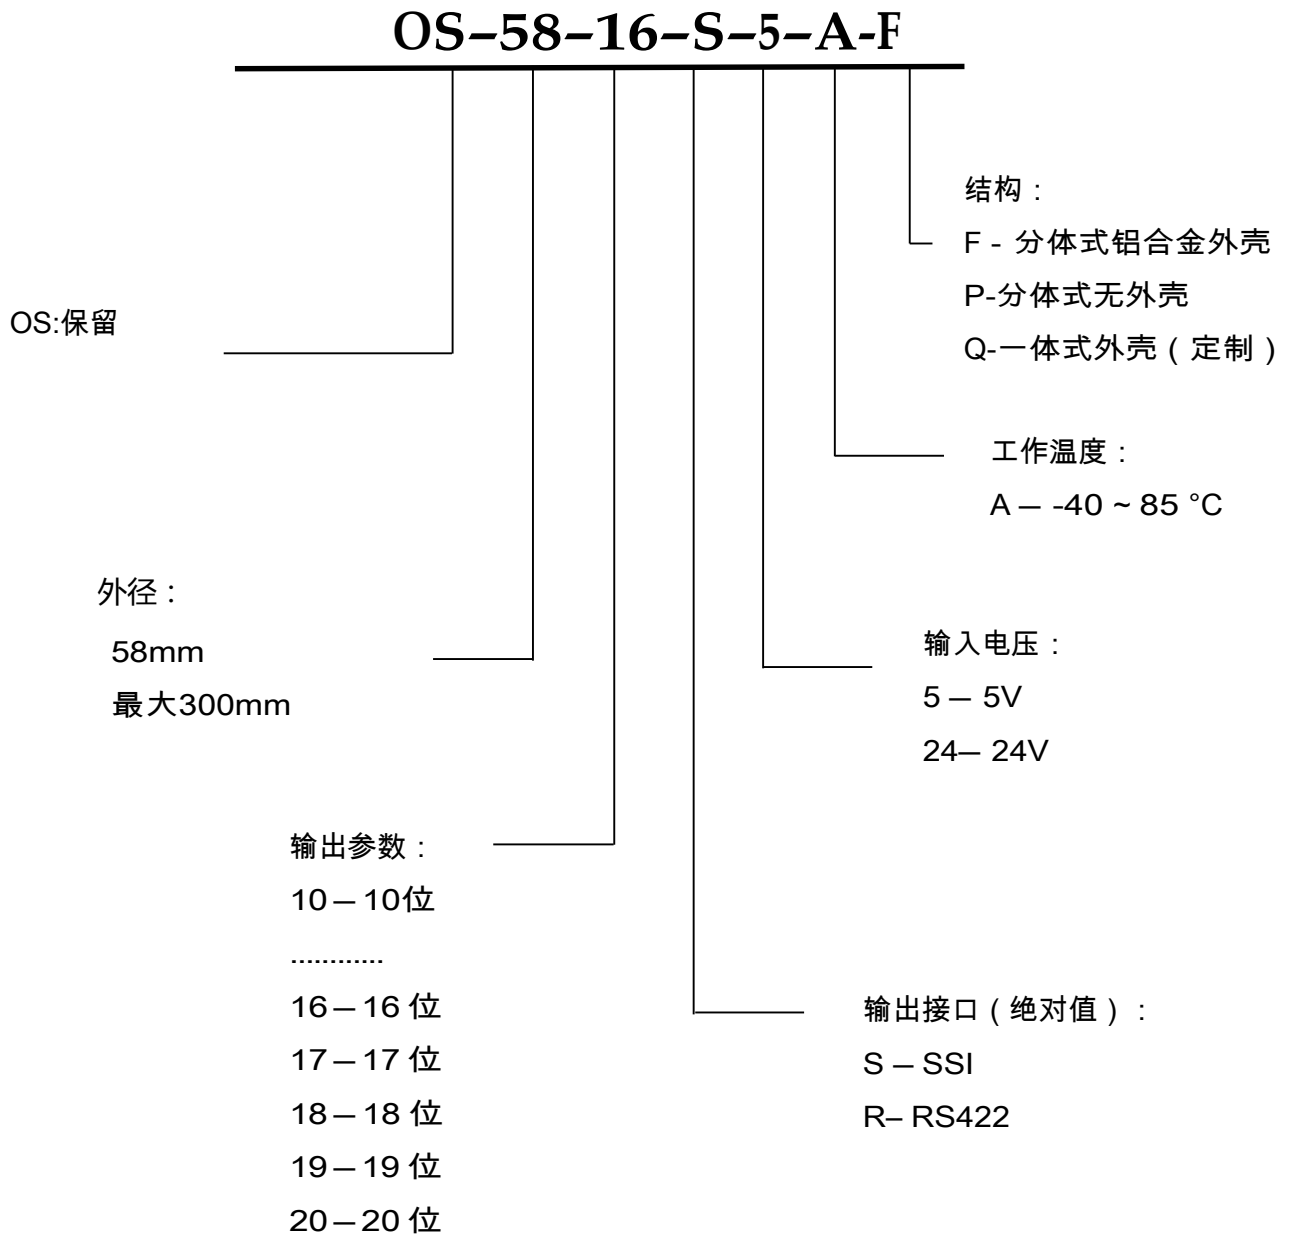 OS–58–16–S–5–A-F
结构：
F - 分体式铝合金外壳
P-分体式无外壳
Q-一体式外壳（定制）
OS:保留
工作温度：
A — -40 ~ 85 °C
外径：
58mm
最大300mm
输入电压：
5 — 5V
24— 24V
输出参数：
10 — 10位
............
16 — 16 位
17 — 17 位
18 — 18 位
19 — 19 位
20 — 20 位
输出接口（绝对值）：
S – SSI
R– RS422